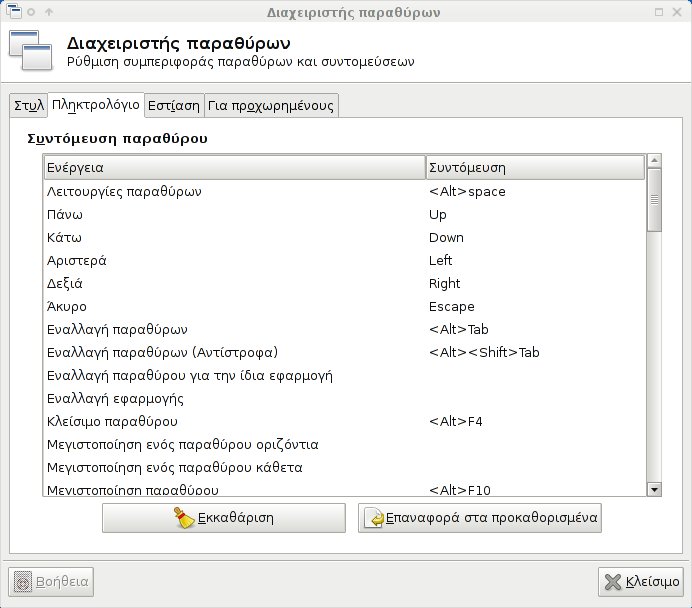 Διαχειριστής παραθύρων
Διαχειριστής παραθύρων
Ρύθμιση συμπεριφοράς παραθύρων και συντομεύσεων
Στυλ Πληκτρολόγιο Εστίαση Για προχωρημένους
Συντόμευση παραθύρου
Ενέργεια Συντόμευση
Λειτουργίες παραθύρων <Alt>space
Πάνω Up
Κάτω Down
Αριστερά Left
Δεξιά Right
Άκυρο Escape
Εναλλαγή παραθύρων <Alt>Tab
Εναλλαγή παραθύρων (Αντίστροφα) <Alt><Shift>Tab
Εναλλαγή παραθύρου για την ίδια εφαρμογή
Εναλλαγή εφαρμογής
Κλείσιμο παραθύρου <Alt>F4
Μεγιστοποίηση ενός παραθύρου οριζόντια
Μεγιστοποίηση ενός παραθύρου κάθετα
Μεγιστοποίηση παραθύρου <Alt>F10
Εκκαθάριση Επαναφορά στα προκαθορισμένα
Βοήθεια Κλείσιμο